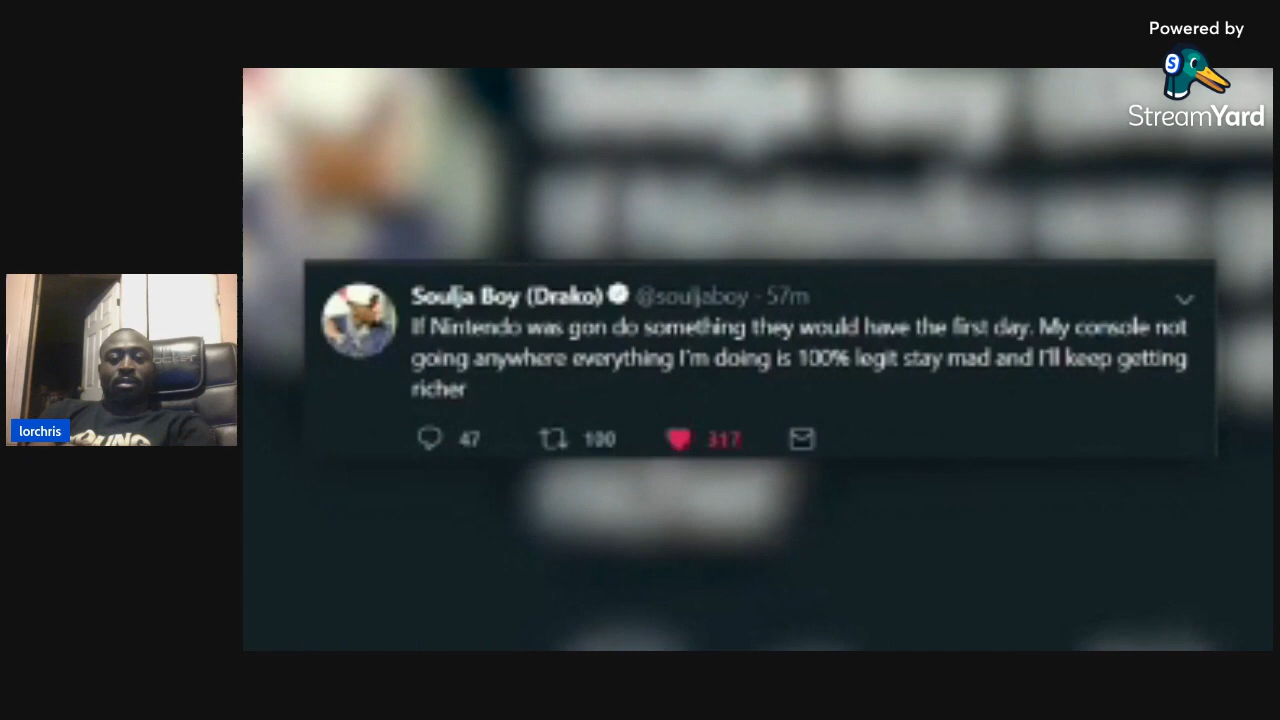 Powered by
StreamYard
Soulja Boy (Drako) @souljaboy · 57m
If Nintendo was gon do something they would have the first day. My console not
going anywhere everything I'm doing is 100% legit stay mad and I'll keep getting
richer
47 100 317
lorchris